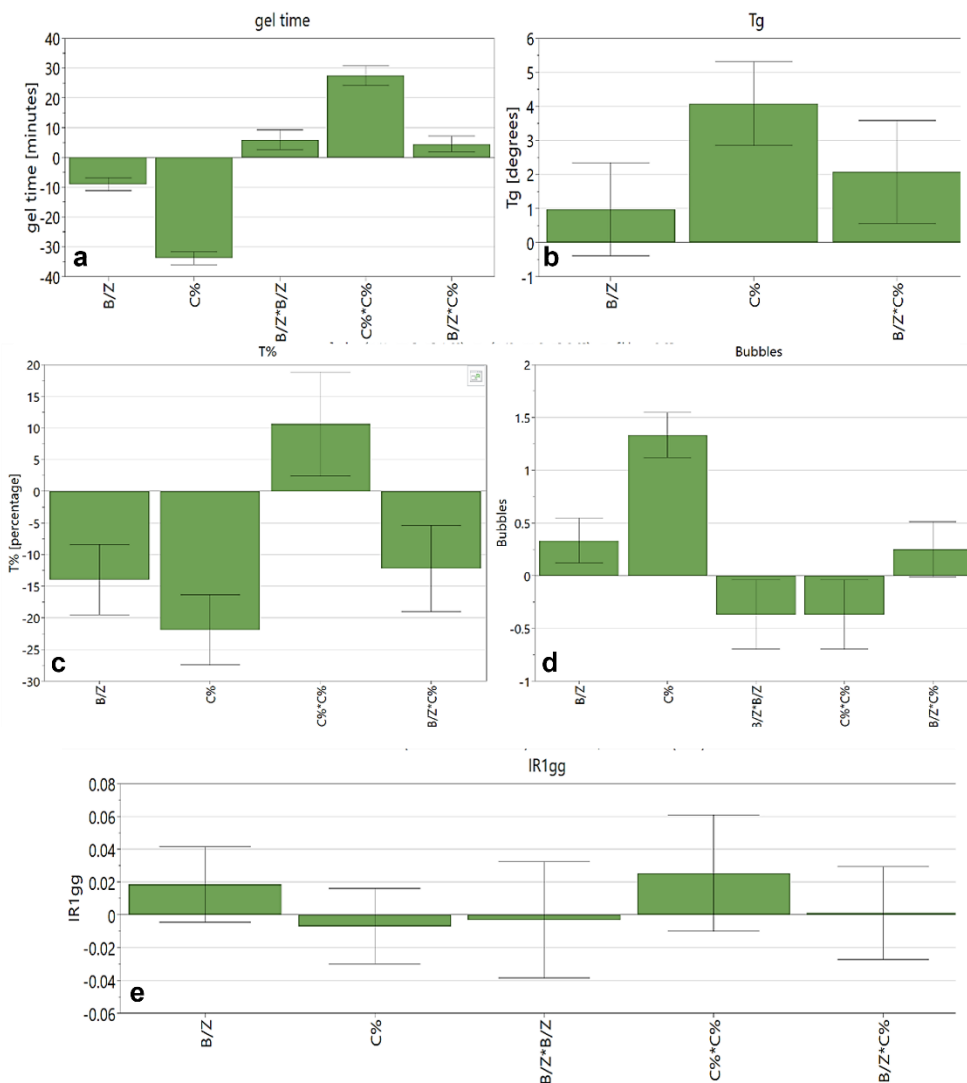 gel time
gel time [minutes]
40
30
20
10
0
-10
-20
-30
-40
a
B/Z
C%
B/Z*B/Z
C%*C%
B/Z*C%
Tg
Tg [degrees]
6
5
4
3
2
1
0
-1
b
B/Z
C%
B/Z*C%
T%
T% [percentage]
20
15
10
5
0
-5
-10
-15
-20
-25
-30
c
B/Z
C%
C%*C%
B/Z*C%
Bubbles
Bubbles
2
1.5
1
0.5
0
-0.5
-1
d
B/Z
C%
B/Z*B/Z
C%*C%
B/Z*C%
IR1gg
IR1gg
0.08
0.06
0.04
0.02
0
-0.02
-0.04
-0.06
e
B/Z
C%
B/Z*B/Z
C%*C%
B/Z*C%